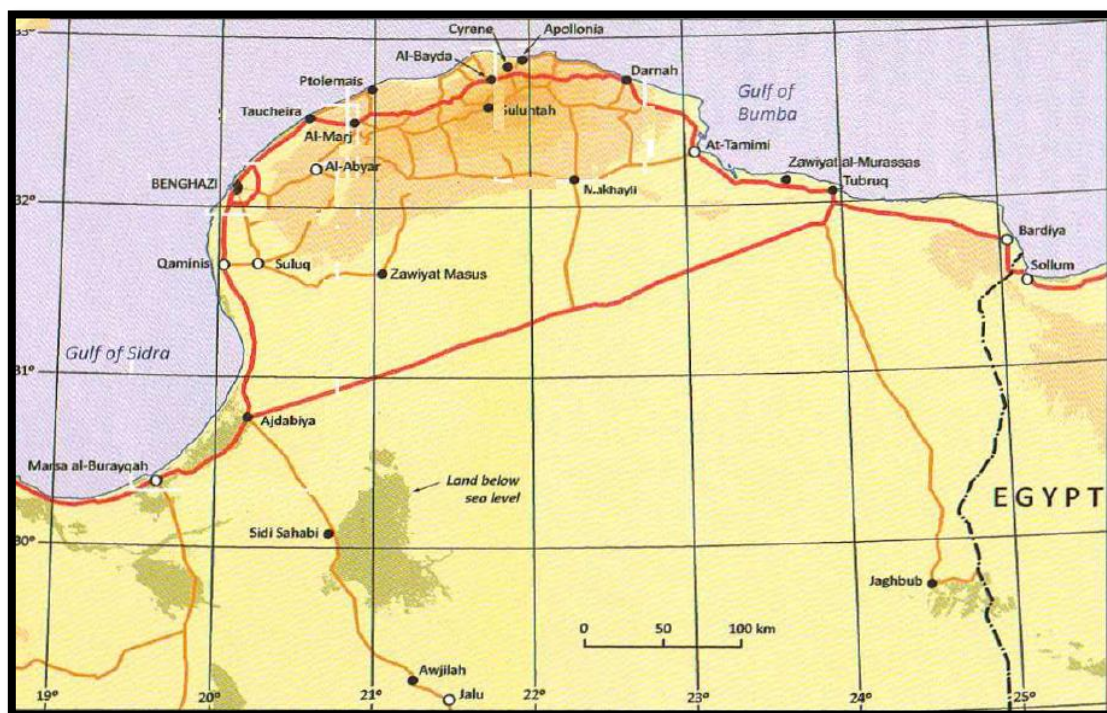 33°
Cyrene
Apollonia
Al-Bayda
Ptolemais
Darnah
Gulf of
Bumba
Taucheira
Suluntah
Al-Marj
At-Tamimi
Al-Abyar
Zawiyat al-Murassas
BENGHAZI
Makhayli
Tubruq
32°
Bardiya
Qaminis
Suluq
Zawiyat Masus
Sollum
Gulf of Sidra
31°
Ajdabiya
Marsa al-Burayqah
Land below
sea level
EGYPT
Sidi Sahabi
30°
Jaghbub
0 50 100 km
Awjilah
Jalu
19° 20° 21° 22° 23° 24° 25°